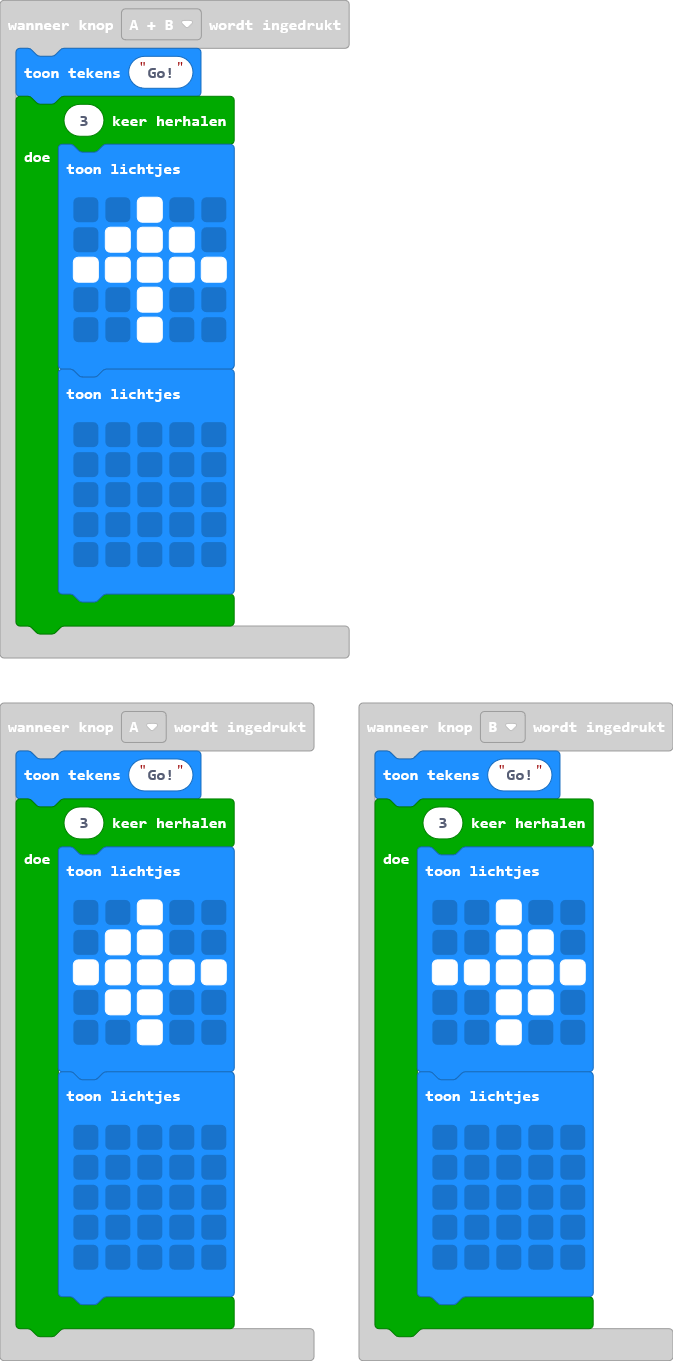 wanneer knop A + B wordt ingedrukt
toon tekens "Go!"
3 keer herhalen
doe
toon lichtjes
toon lichtjes
wanneer knop A wordt ingedrukt
toon tekens "Go!"
3 keer herhalen
doe
toon lichtjes
toon lichtjes
wanneer knop B wordt ingedrukt
toon tekens "Go!"
3 keer herhalen
doe
toon lichtjes
toon lichtjes